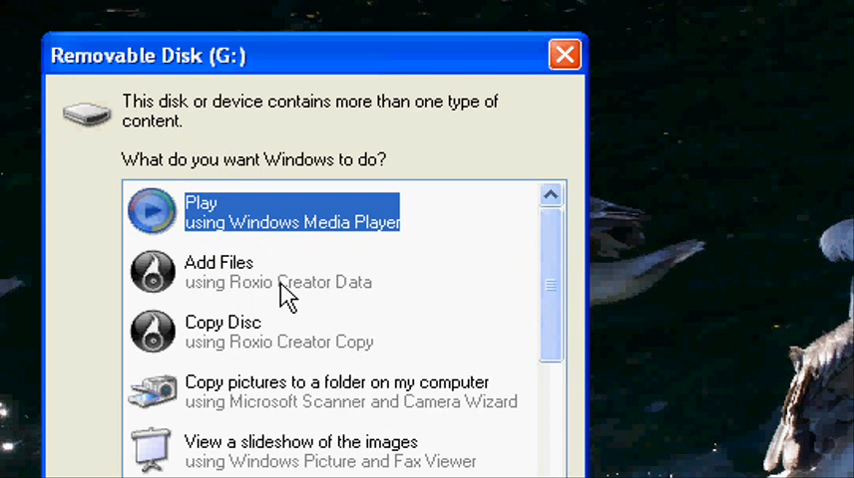 Removable Disk (G:)
This disk or device contains more than one type of
content.
What do you want Windows to do?
Play
using Windows Media Player
Add Files
using Roxio Creator Data
Copy Disc
using Roxio Creator Copy
Copy pictures to a folder on my computer
using Microsoft Scanner and Camera Wizard
View a slideshow of the images
using Windows Picture and Fax Viewer